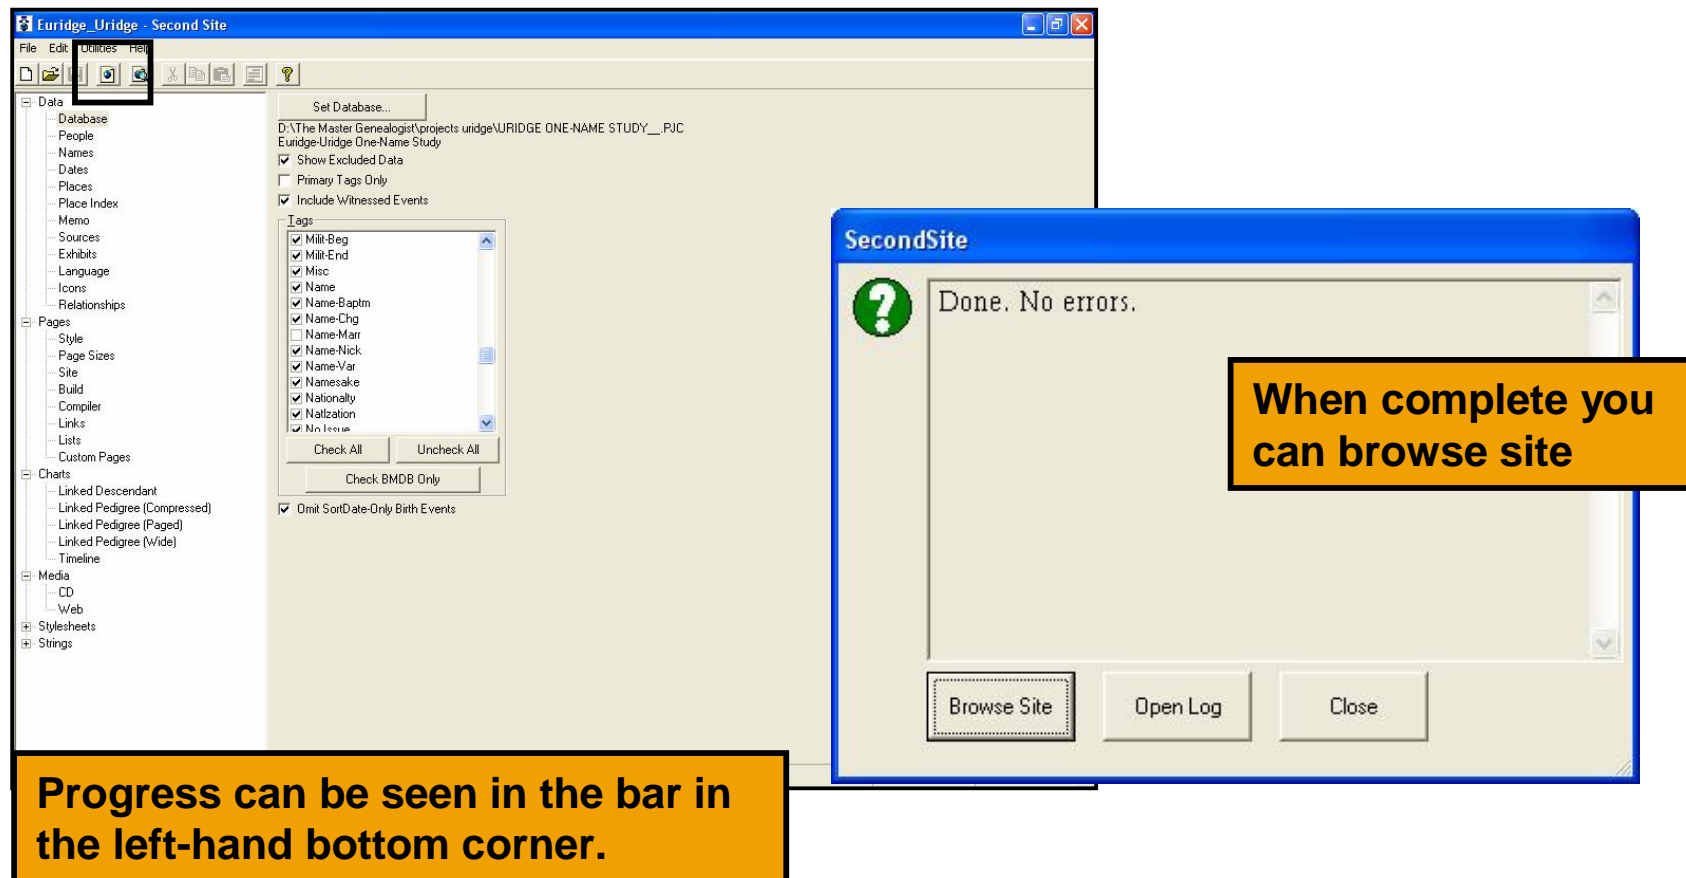 Euridge_Uridge - Second Site
File Edit Utilities Help
Data
Database
People
Names
Dates
Places
Place Index
Memo
Sources
Exhibits
Language
Icons
Relationships
Pages
Style
Page Sizes
Site
Build
Compiler
Links
Lists
Custom Pages
Charts
Linked Descendant
Linked Pedigree (Compressed)
Linked Pedigree (Paged)
Linked Pedigree (Wide)
Timeline
Media
CD
Web
Stylesheets
Strings
Set Database...
D:\The Master Genealogist\projects uridge\URIDGE ONE-NAME STUDY__.PJC
Euridge-Uridge One-Name Study
Show Excluded Data
Primary Tags Only
Include Witnessed Events
Tags
Milit-Beg
Milit-End
Misc
Name
Name-Baptm
Name-Chg
Name-Marr
Name-Nick
Name-Var
Namesake
Nationalty
Natlzation
No Issue
Check All Uncheck All
Check BMDB Only
Omit SortDate-Only Birth Events
SecondSite
Done. No errors.
Browse Site Open Log Close
When complete you
can browse site
Progress can be seen in the bar in
the left-hand bottom corner.